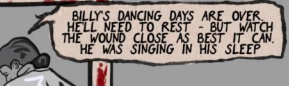 BILLY'S DANCING DAYS ARE OVER.
HE'LL NEED TO REST - BUT WATCH
THE WOUND CLOSE AS BEST IT CAN.
HE WAS SINGING IN HIS SLEEP